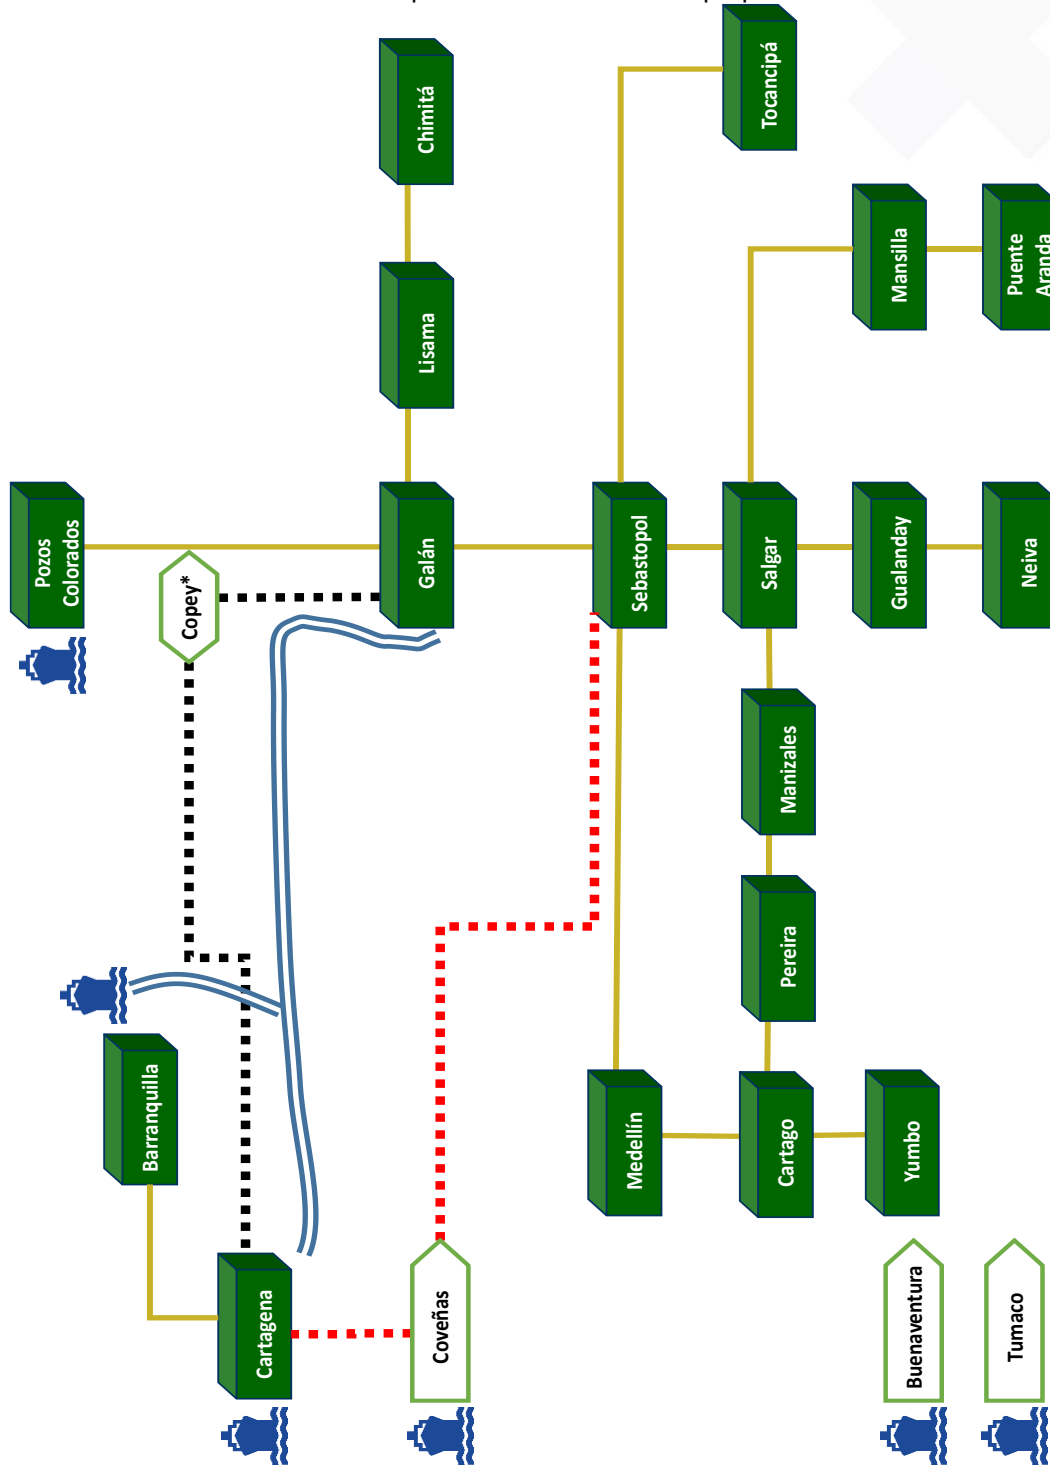 Tocancipá
Chimitá
Mansilla
Puente
Aranda
Lisama
Pozos
Colorados
Copey*
Galán
Sebastopol
Salgar
Gualanday
Neiva
Manizales
Pereira
Barranquilla
Medellín
Cartago
Yumbo
Cartagena
Coveñas
Buenaventura
Tumaco